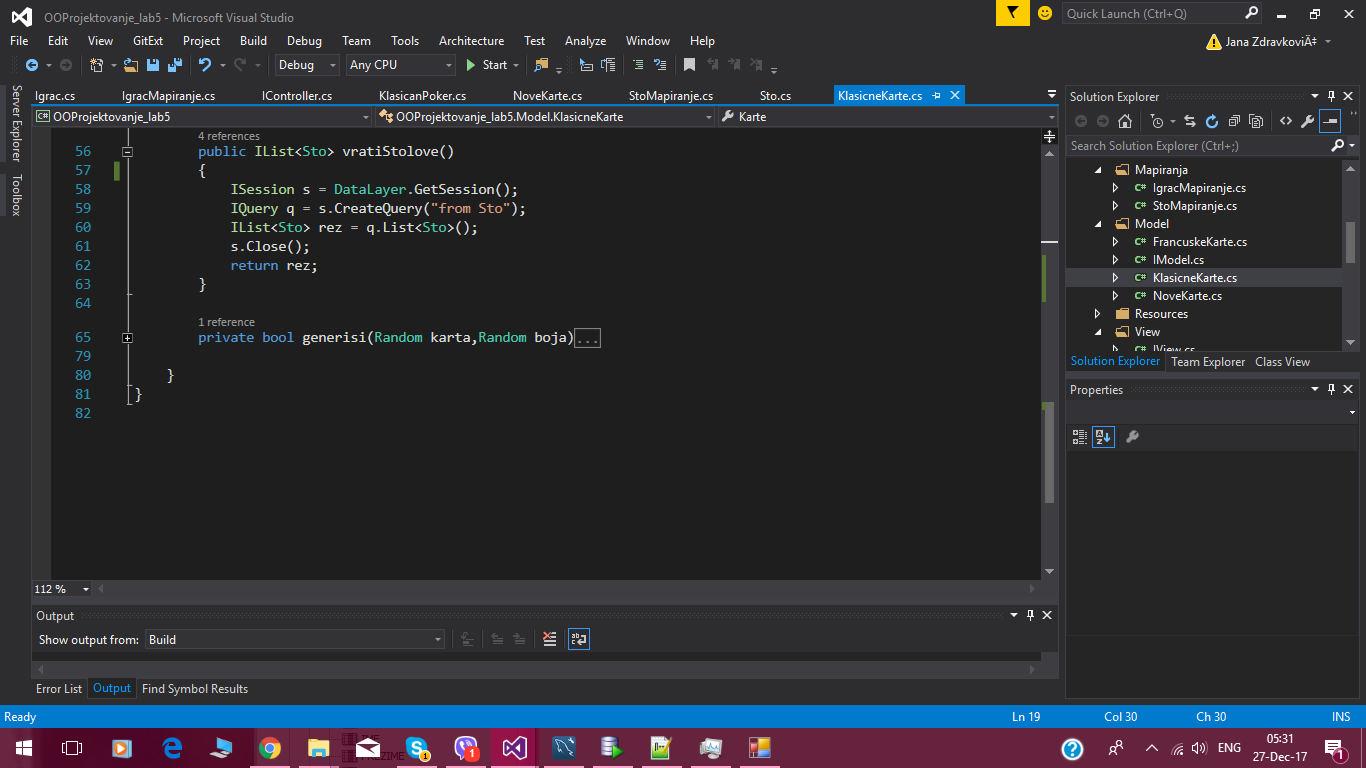 OOProjektovanje_lab5 - Microsoft Visual Studio
Quick Launch (Ctrl+Q)
File Edit View GitExt Project Build Debug Team Tools Architecture Test Analyze Window Help
Jana ZdravkoviÄ‡
Debug Any CPU Start
Server Explorer
Toolbox
Igrac.cs IgracMapiranje.cs IController.cs KlasicanPoker.cs NoveKarte.cs StoMapiranje.cs Sto.cs KlasicneKarte.cs
OOProjektovanje_lab5 OOProjektovanje_lab5.Model.KlasicneKarte Karte
4 references
56 public IList<Sto> vratiStolove()
57 {
58 ISession s = DataLayer.GetSession();
59 IQuery q = s.CreateQuery("from Sto");
60 IList<Sto> rez = q.List<Sto>();
61 s.Close();
62 return rez;
63 }
64
1 reference
65 private bool generisi(Random karta,Random boja)...
79
80 }
81 }
82
112 %
Output
Show output from: Build
Error List Output Find Symbol Results
Solution Explorer
Search Solution Explorer (Ctrl+;)
Mapiranja
C# IgracMapiranje.cs
C# StoMapiranje.cs
Model
C# FrancuskeKarte.cs
C# IModel.cs
C# KlasicneKarte.cs
C# NoveKarte.cs
Resources
View
C# IView.cs
Solution Explorer Team Explorer Class View
Properties
Ready Ln 19 Col 30 Ch 30 INS
1 1 ENG 05:31
27-Dec-17 1